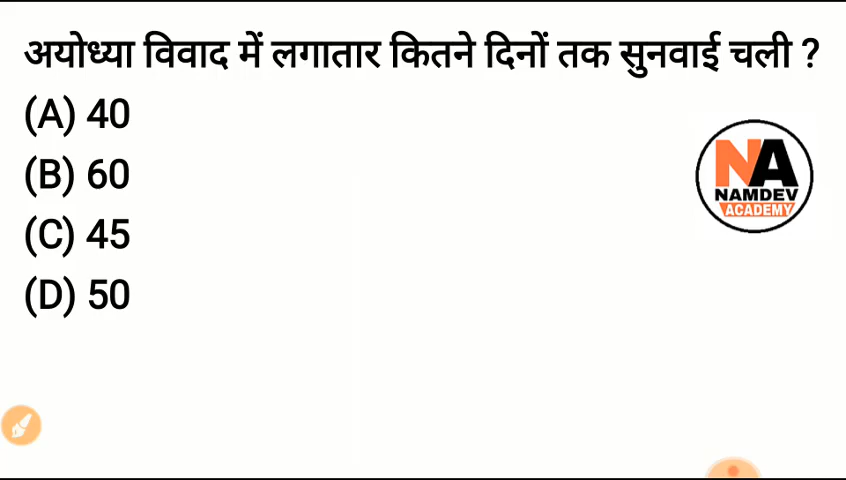 अयोध्या विवाद में लगातार कितने दिनों तक सुनवाई चली ?
(A) 40
(B) 60
(C) 45
(D) 50
NA
NAMDEV
ACADEMY